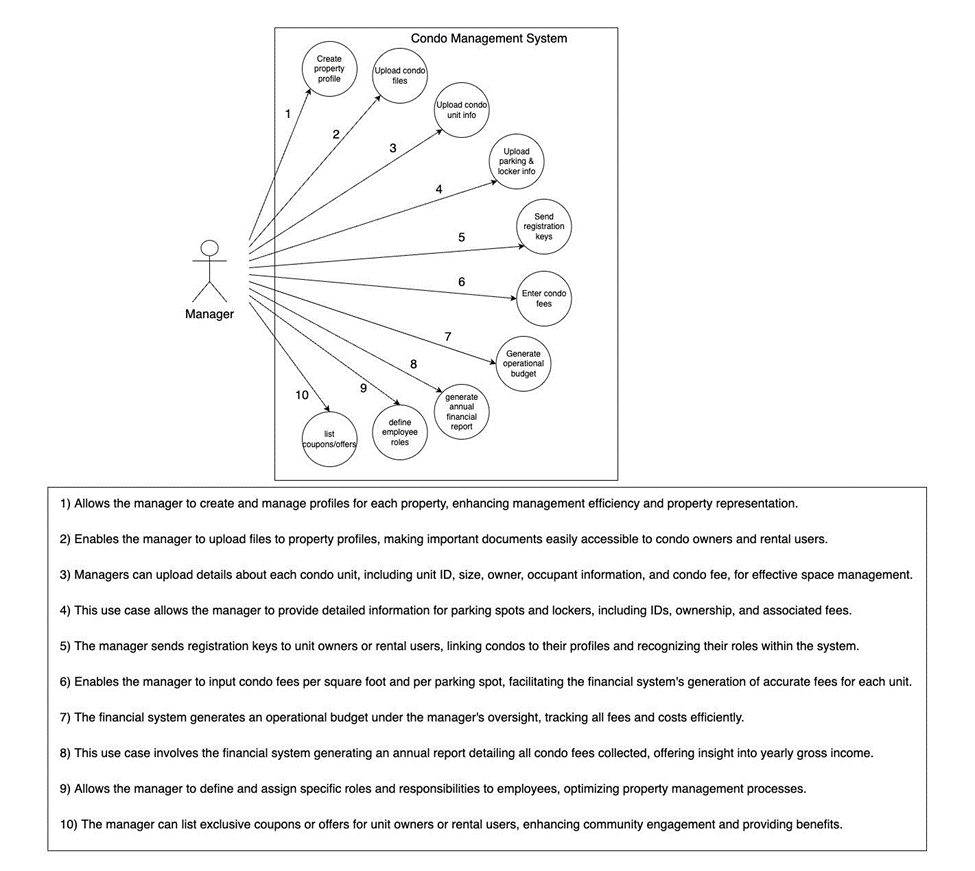 Condo Management System
Create
property
profile
Upload condo
files
Upload condo
unit info
Upload
parking &
locker info
Send
registration
keys
Enter condo
fees
Generate
operational
budget
generate
annual
financial
report
define
employee
roles
list
coupons/offers
1
2
3
4
5
6
7
8
9
10
Manager
1) Allows the manager to create and manage profiles for each property, enhancing management efficiency and property representation.
2) Enables the manager to upload files to property profiles, making important documents easily accessible to condo owners and rental users.
3) Managers can upload details about each condo unit, including unit ID, size, owner, occupant information, and condo fee, for effective space management.
4) This use case allows the manager to provide detailed information for parking spots and lockers, including IDs, ownership, and associated fees.
5) The manager sends registration keys to unit owners or rental users, linking condos to their profiles and recognizing their roles within the system.
6) Enables the manager to input condo fees per square foot and per parking spot, facilitating the financial system's generation of accurate fees for each unit.
7) The financial system generates an operational budget under the manager's oversight, tracking all fees and costs efficiently.
8) This use case involves the financial system generating an annual report detailing all condo fees collected, offering insight into yearly gross income.
9) Allows the manager to define and assign specific roles and responsibilities to employees, optimizing property management processes.
10) The manager can list exclusive coupons or offers for unit owners or rental users, enhancing community engagement and providing benefits.